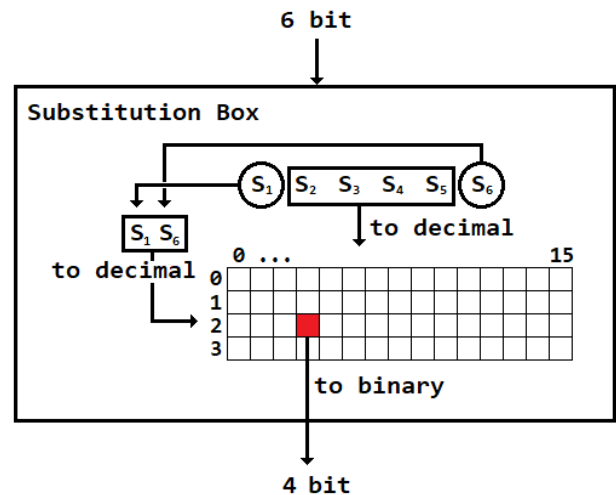 6 bit
Substitution Box
S₁ S₂ S₃ S₄ S₅ S₆
S₁ S₆
to decimal
to decimal
0 ... 15
0
1
2
3
to binary
4 bit